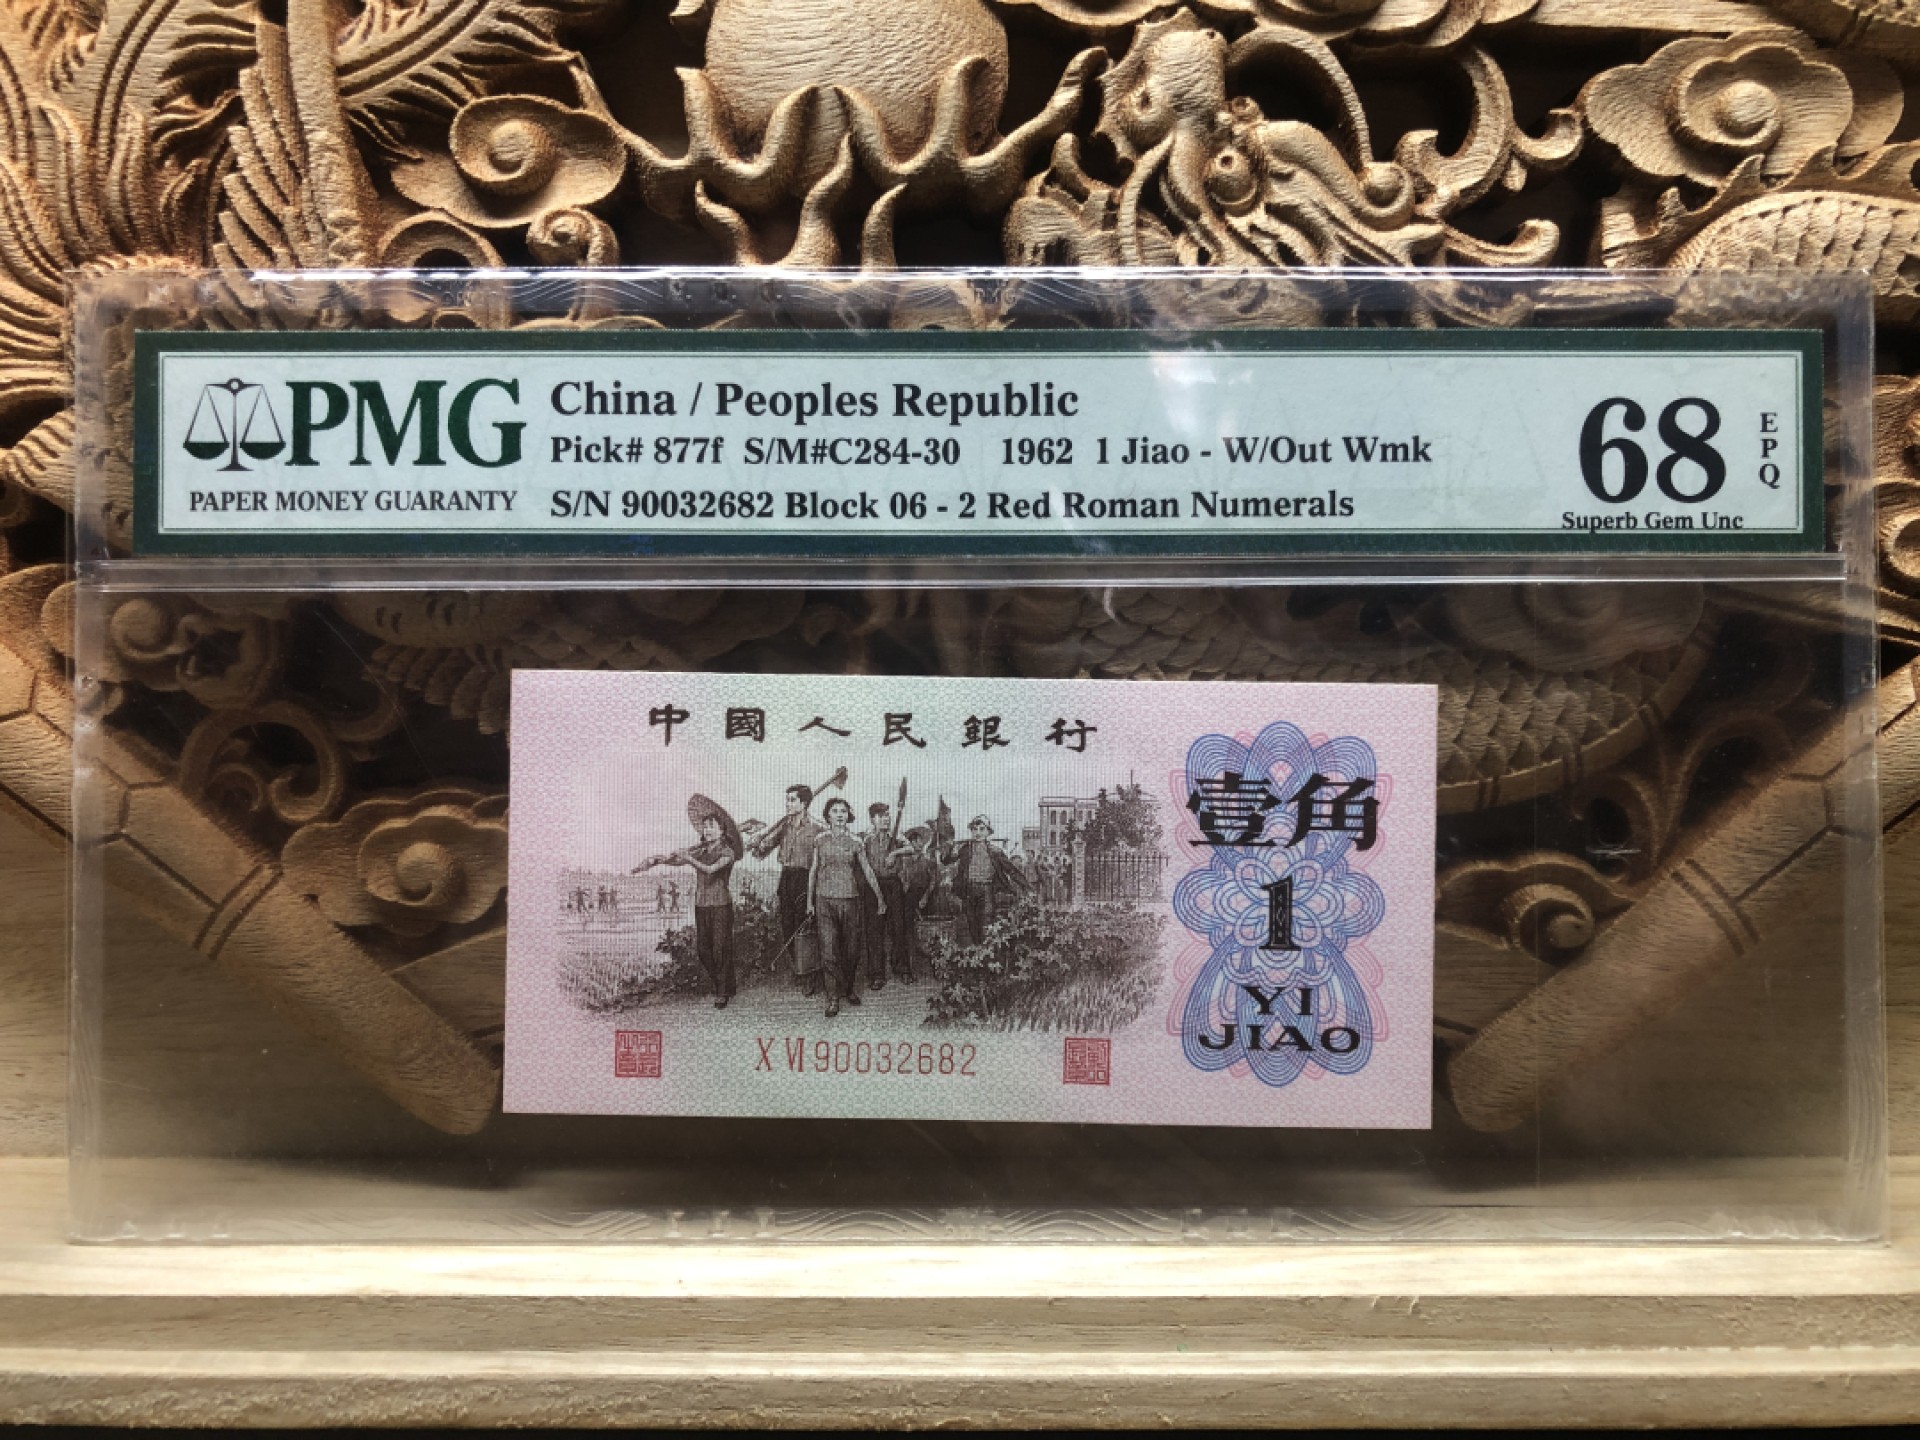 PMG
PAPER MONEY GUARANTY
China / Peoples Republic
Pick# 877f S/M#C284-30 1962 1 Jiao - W/Out Wmk
S/N 90032682 Block 06 - 2 Red Roman Numerals
68
EPQ
Superb Gem Unc
中國人民銀行
壹角
1
YI
JIAO
X VI 90032682